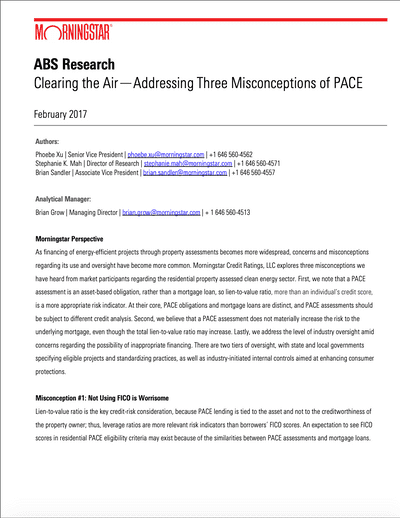 MORNINGSTAR®
ABS Research
Clearing the Air—Addressing Three Misconceptions of PACE
February 2017
Authors:
Phoebe Xu | Senior Vice President | phoebe.xu@morningstar.com | +1 646 560-4562
Stephanie K. Mah | Director of Research | stephanie.mah@morningstar.com | +1 646 560-4571
Brian Sandler | Associate Vice President | brian.sandler@morningstar.com | +1 646 560-4557
Analytical Manager:
Brian Grow | Managing Director | brian.grow@morningstar.com | + 1 646 560-4513
Morningstar Perspective
As financing of energy-efficient projects through property assessments becomes more widespread, concerns and misconceptions
regarding its use and oversight have become more common. Morningstar Credit Ratings, LLC explores three misconceptions we
have heard from market participants regarding the residential property assessed clean energy sector. First, we note that a PACE
assessment is an asset-based obligation, rather than a mortgage loan, so lien-to-value ratio, more than an individual's credit score,
is a more appropriate risk indicator. At their core, PACE obligations and mortgage loans are distinct, and PACE assessments should
be subject to different credit analysis. Second, we believe that a PACE assessment does not materially increase the risk to the
underlying mortgage, even though the total lien-to-value ratio may increase. Lastly, we address the level of industry oversight amid
concerns regarding the possibility of inappropriate financing. There are two tiers of oversight, with state and local governments
specifying eligible projects and standardizing practices, as well as industry-initiated internal controls aimed at enhancing consumer
protections.
Misconception #1: Not Using FICO is Worrisome
Lien-to-value ratio is the key credit-risk consideration, because PACE lending is tied to the asset and not to the creditworthiness of
the property owner; thus, leverage ratios are more relevant risk indicators than borrowers' FICO scores. An expectation to see FICO
scores in residential PACE eligibility criteria may exist because of the similarities between PACE assessments and mortgage loans.